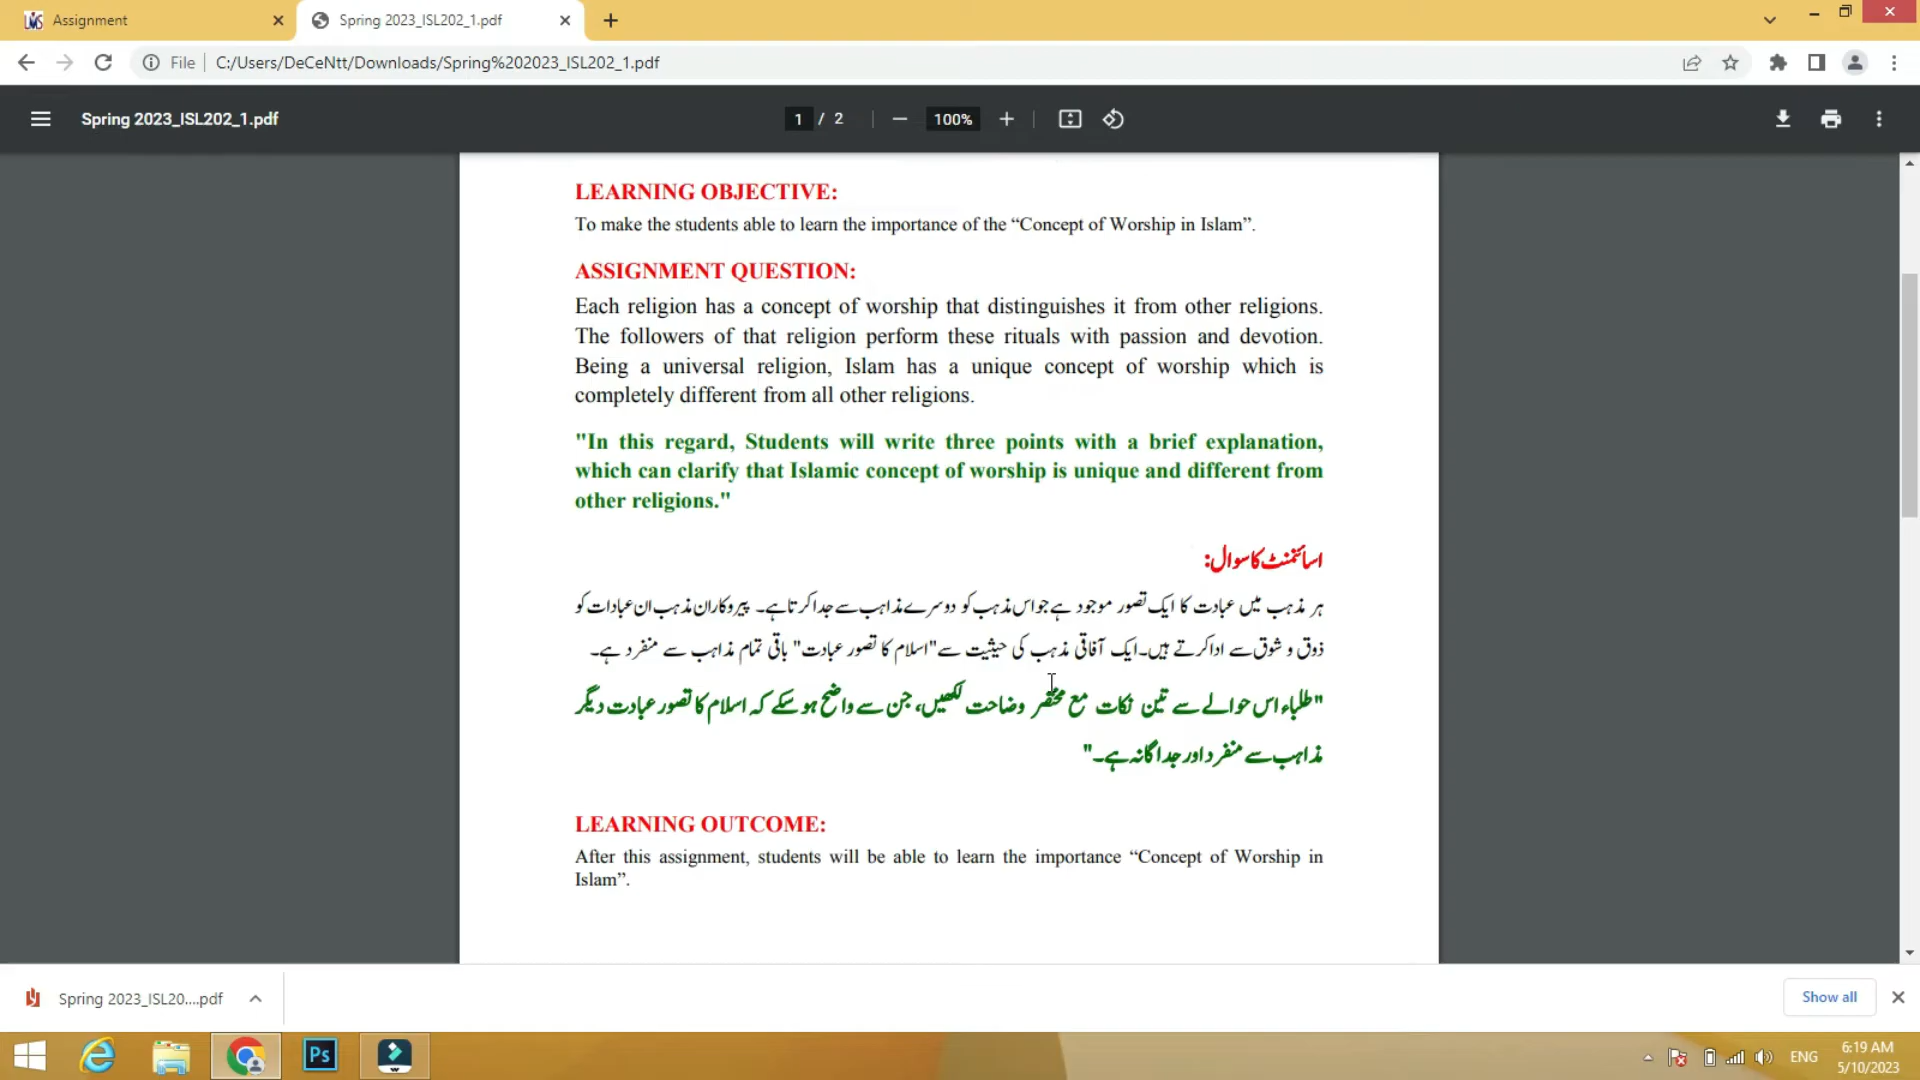 Assignment
Spring 2023_ISL202_1.pdf
File
C:/Users/DeCeNtt/Downloads/Spring%202023_ISL202_1.pdf
Spring 2023_ISL202_1.pdf
1 / 2
100%
LEARNING OBJECTIVE:
To make the students able to learn the importance of the “Concept of Worship in Islam”.
ASSIGNMENT QUESTION:
Each religion has a concept of worship that distinguishes it from other religions.
The followers of that religion perform these rituals with passion and devotion.
Being a universal religion, Islam has a unique concept of worship which is
completely different from all other religions.
"In this regard, Students will write three points with a brief explanation,
which can clarify that Islamic concept of worship is unique and different from
other religions."
اسائنمنٹ کا سوال:
ہر مذہب میں عبادت کا ایک تصور موجود ہے جو اس مذہب کو دوسرے مذاہب سے جدا کرتا ہے۔ پیروکاران مذہب ان عبادات کو
ذوق و شوق سے ادا کرتے ہیں۔ ایک آفاقی مذہب کی حیثیت سے "اسلام کا تصور عبادت" باقی تمام مذاہب سے منفرد ہے۔
"طلباء اس حوالے سے تین نکات مع مختصر وضاحت لکھیں، جن سے واضح ہو سکے کہ اسلام کا تصور عبادت دیگر
مذاہب سے منفرد اور جداگانہ ہے۔"
LEARNING OUTCOME:
After this assignment, students will be able to learn the importance “Concept of Worship in
Islam”.
Spring 2023_ISL20....pdf
Show all
Ps
ENG
6:19 AM
5/10/2023